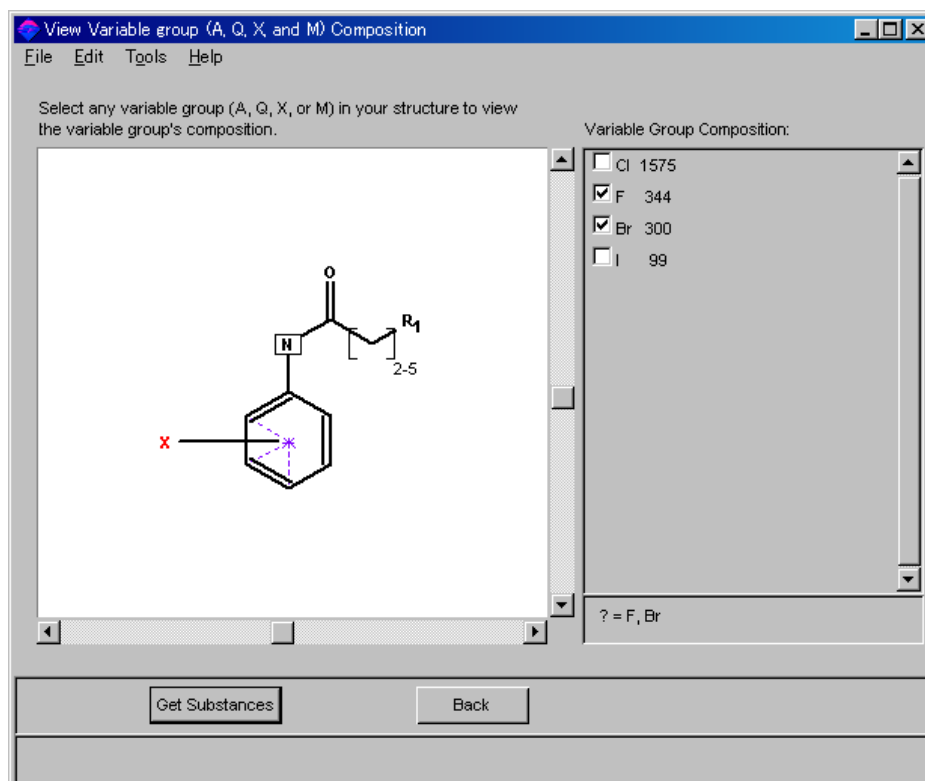 View Variable group (A, Q, X, and M) Composition
File Edit Tools Help
Select any variable group (A, Q, X, or M) in your structure to view
the variable group's composition.
Variable Group Composition:
Cl 1575
F 344
Br 300
I 99
O
R1
N
2-5
X
? = F, Br
Get Substances
Back